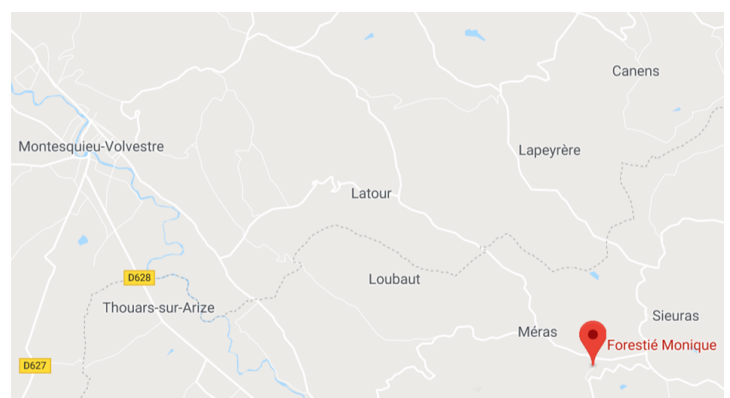 Canens
Montesquieu-Volvestre
Lapeyrère
Latour
D628
Loubaut
Thouars-sur-Arize
Sieuras
Méras
Forestié Monique
D627